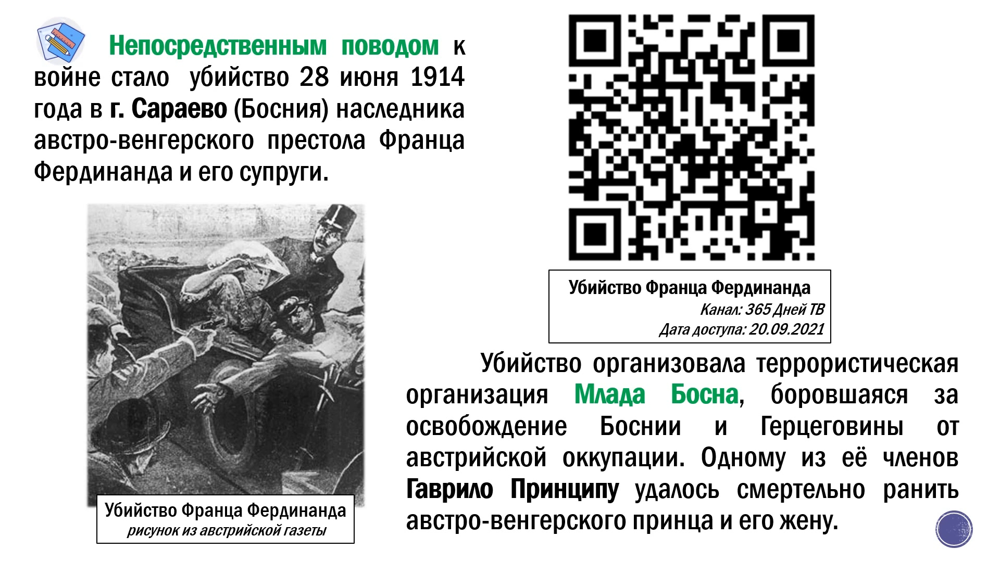 Непосредственным поводом к
войне стало убийство 28 июня 1914
года в г. Сараево (Босния) наследника
австро-венгерского престола Франца
Фердинанда и его супруги.
Убийство Франца Фердинанда
рисунок из австрийской газеты
Убийство Франца Фердинанда
Канал: 365 Дней ТВ
Дата доступа: 20.09.2021
Убийство организовала террористическая
организация Млада Босна, боровшаяся за
освобождение Боснии и Герцеговины от
австрийской оккупации. Одному из её членов
Гаврило Принципу удалось смертельно ранить
австро-венгерского принца и его жену.